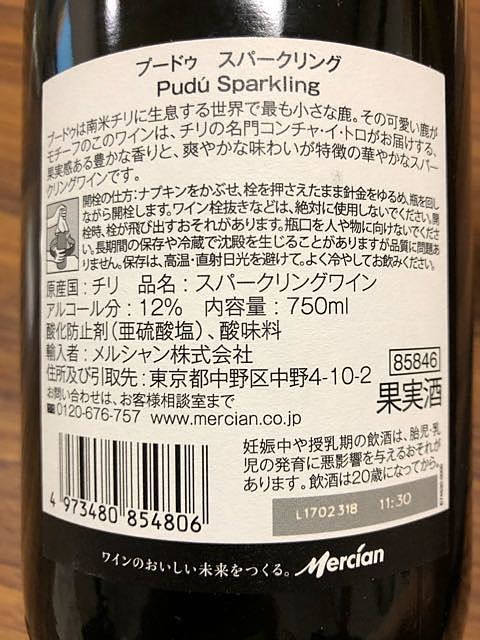 プードゥ　スパークリング
Pudú Sparkling
プードゥは南米チリに生息する世界で最も小さな鹿。その可愛い鹿が
モチーフのこのワインは、チリの名門コンチャ・イ・トロがお届けする、
果実感ある豊かな香りと、爽やかな味わいが特徴の華やかなスパー
クリングワインです。
開栓の仕方：ナプキンをかぶせ、栓を押さえたまま針金をゆるめ、瓶を回し
ながら開栓します。ワイン栓抜きなどは、絶対に使用しないでください。開
栓時、栓が飛び出すおそれがあります。瓶口を人や物に向けないでくださ
い。長期間の保存や冷蔵で沈殿を生じることがありますが品質に問題あ
りません。保存は、高温・直射日光を避けて。よく冷やしてお飲みください。
原産国：チリ　品名：スパークリングワイン
アルコール分：12%　内容量：750ml
酸化防止剤(亜硫酸塩)、酸味料
輸入者：メルシャン株式会社
住所及び引取先：東京都中野区中野4-10-2
お問合せは、お客様相談室まで
0120-676-757　www.mercian.co.jp
85846
果実酒
妊娠中や授乳期の飲酒は、胎児・乳
児の発育に悪影響を与えるおそれが
あります。飲酒は20歳になってから。
4 973480 854806
L1702318　11:30
ワインのおいしい未来をつくる。 Mercian